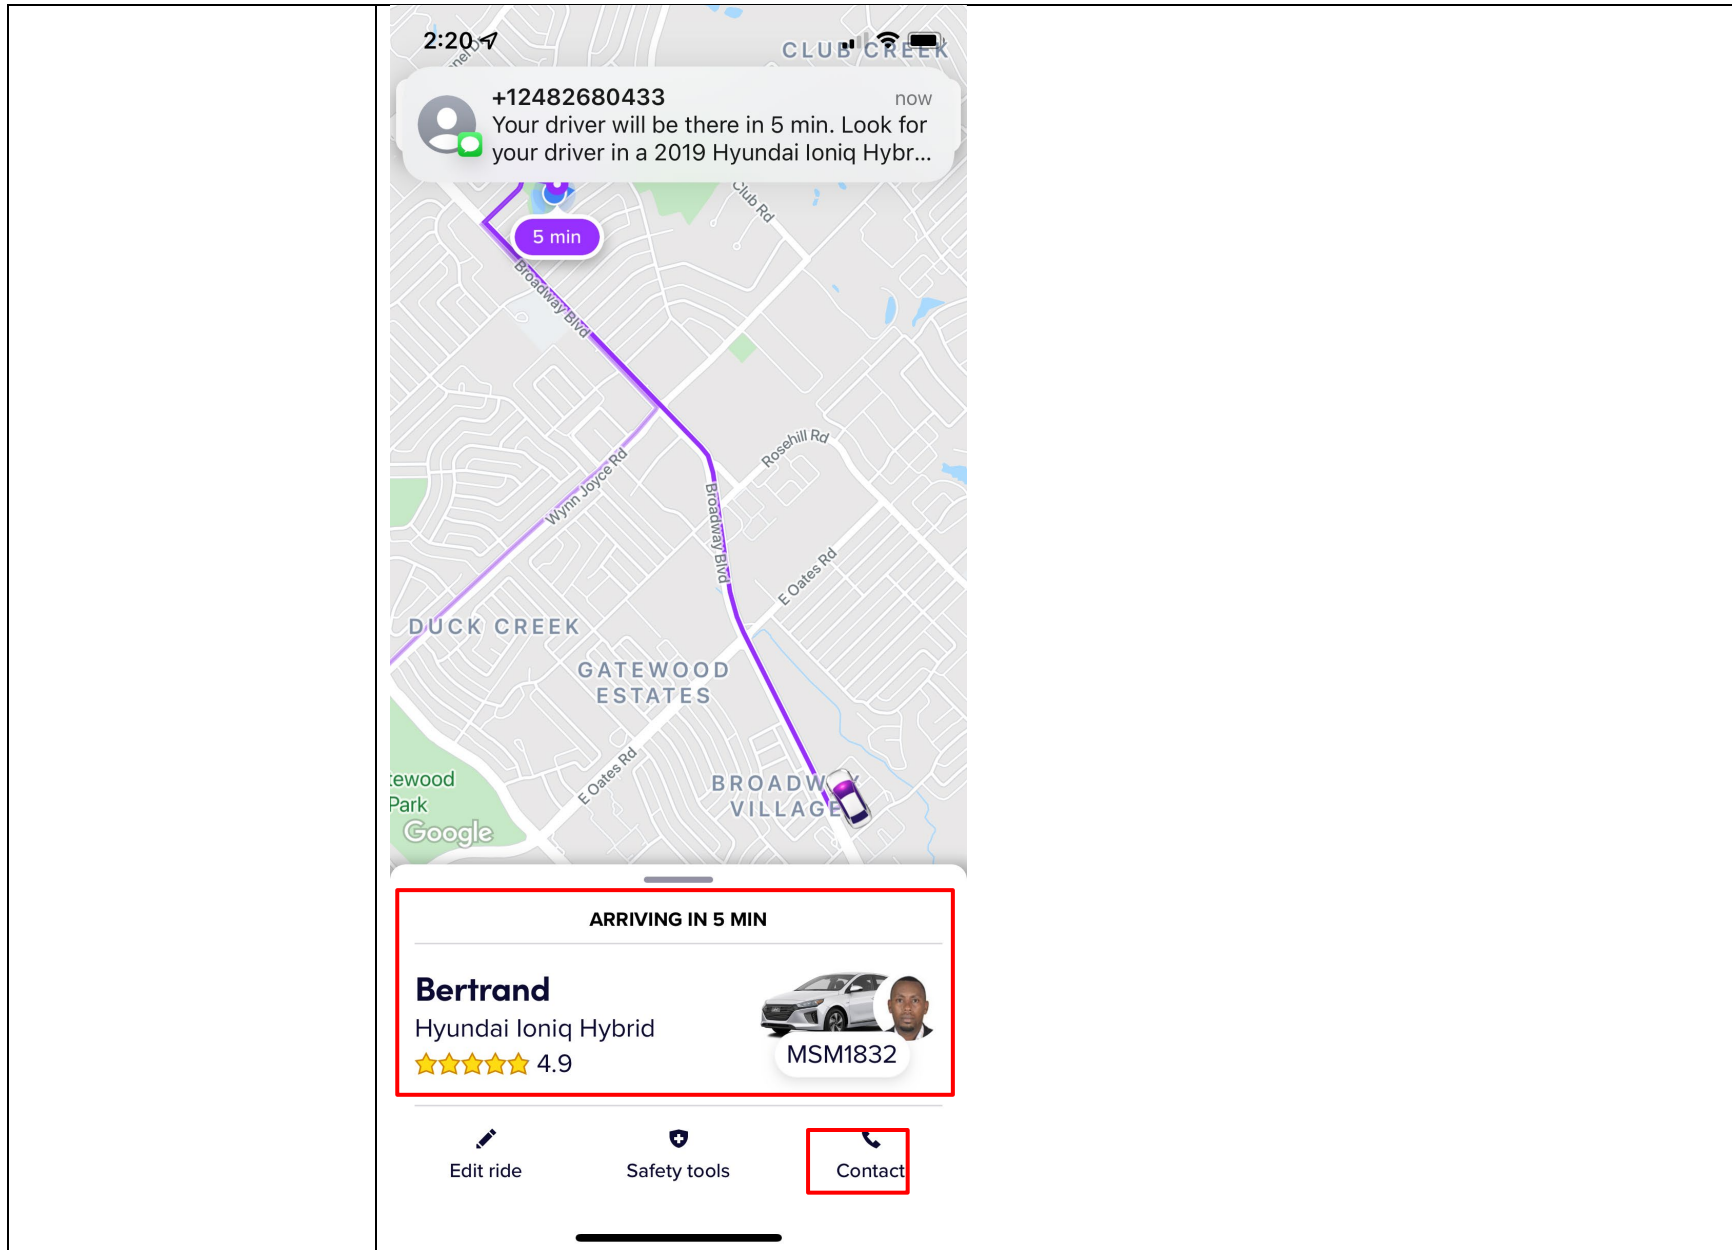 2:20
CLUB CREEK
+12482680433
now
Your driver will be there in 5 min. Look for
your driver in a 2019 Hyundai Ioniq Hybr...
Club Rd
5 min
Broadway Blvd
Rosehill Rd
Wynn Joyce Rd
Broadway Blvd
E Oates Rd
DUCK CREEK
GATEWOOD
ESTATES
E Oates Rd
BROADW
VILLAGE
tewood
Park
Google
ARRIVING IN 5 MIN
Bertrand
Hyundai Ioniq Hybrid
4.9
MSM1832
Edit ride
Safety tools
Contact